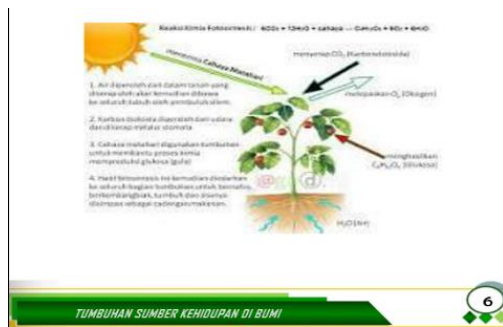 Reaksi Kimia Fotosintesis : 6CO₂ + 12H₂O + cahaya → C₆H₁₂O₆ + 6O₂ + 6H₂O
menerima Cahaya Matahari
menyerap CO₂ (Karbondioksida)
melepaskan O₂ (Oksigen)
1. Air diperoleh dari dalam tanah yang
diserap oleh akar kemudian dibawa
ke seluruh tubuh oleh pembuluh xilem.
2. Karbon dioksida diperoleh dari udara
dan diserap melalui stomata
3. Cahaya matahari digunakan tumbuhan
untuk membantu proses kimia
memproduksi glukosa (gula)
menghasilkan
C₆H₁₂O₆ (Glukosa)
4. Hasil fotosintesis ini kemudian diedarkan
ke seluruh bagian tumbuhan untuk bernafas,
berkembangbiak, tumbuh dan sisanya
disimpan sebagai cadangan makanan.
H₂O (Air)
TUMBUHAN SUMBER KEHIDUPAN DI BUMI
6